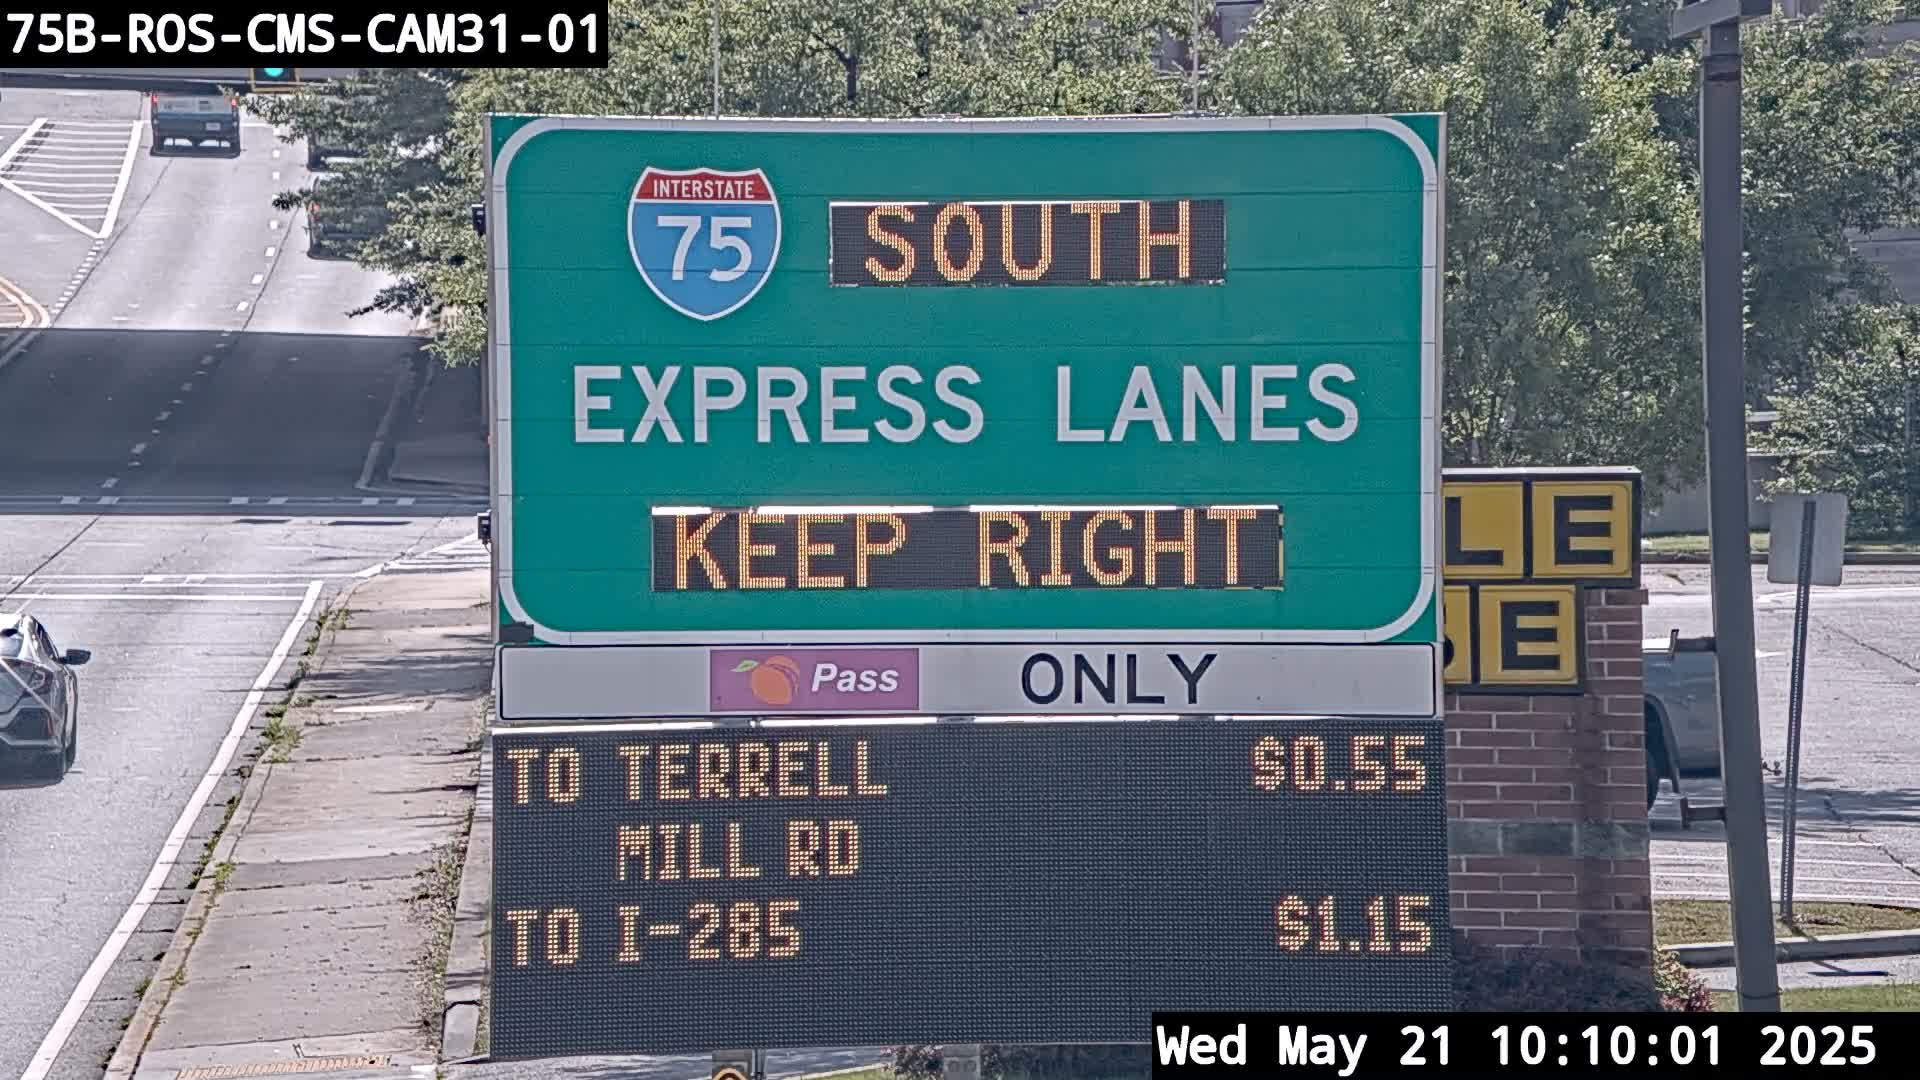 75B-ROS-CMS-CAM31-01
INTERSTATE
75
SOUTH
EXPRESS LANES
KEEP RIGHT
LE
E
Pass ONLY
TO TERRELL $0.55
MILL RD
TO I-285 $1.15
Wed May 21 10:10:01 2025